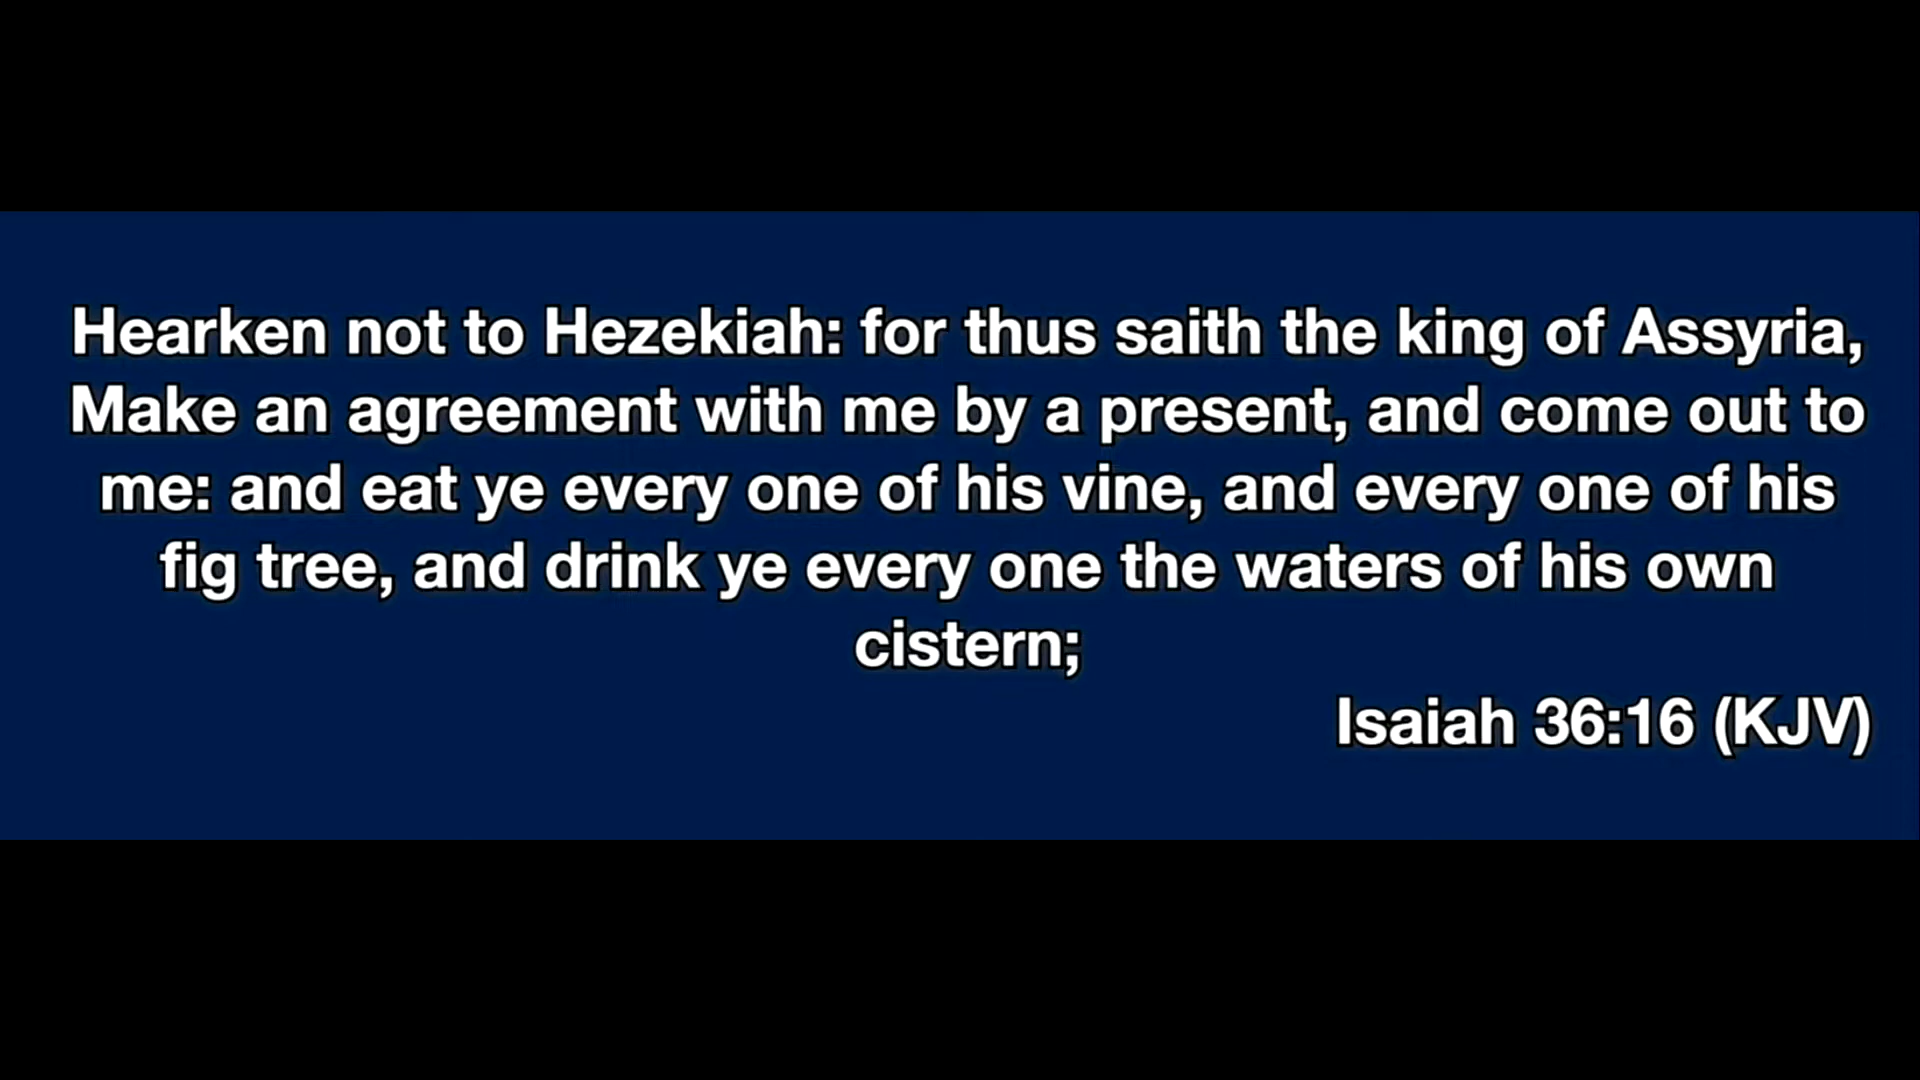 Hearken not to Hezekiah: for thus saith the king of Assyria,
Make an agreement with me by a present, and come out to
me: and eat ye every one of his vine, and every one of his
fig tree, and drink ye every one the waters of his own
cistern;
Isaiah 36:16 (KJV)